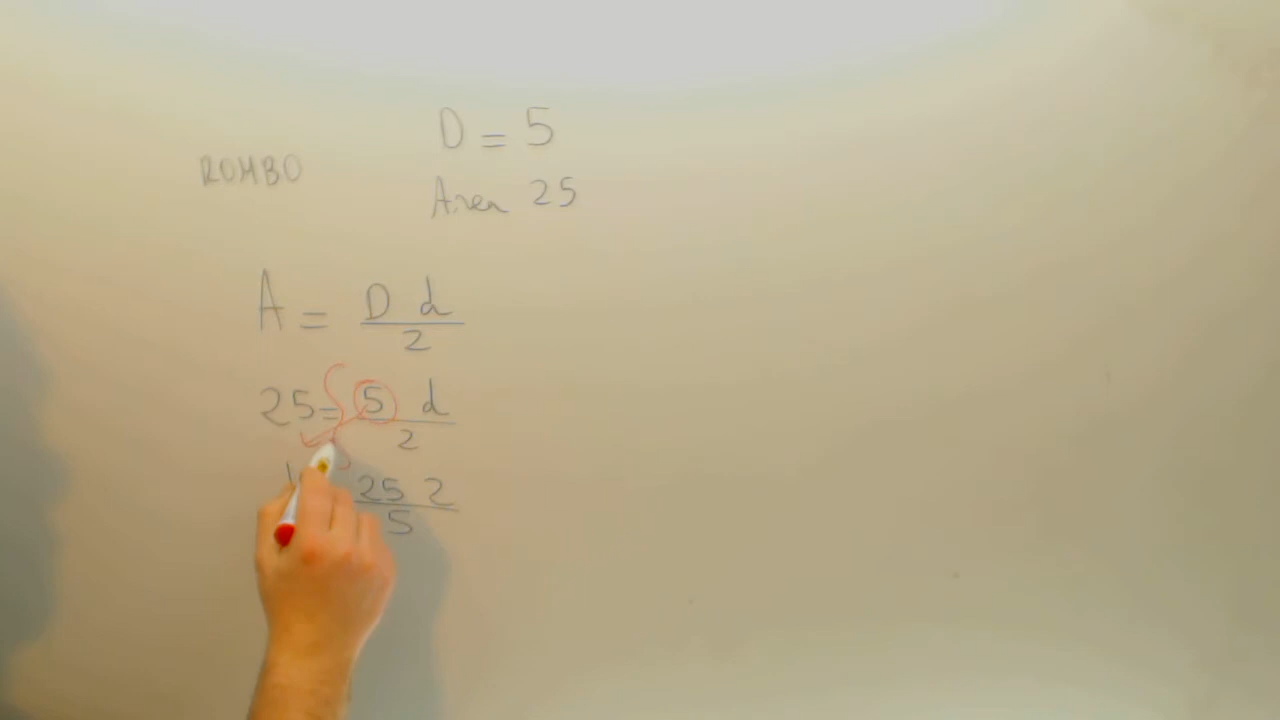 D = 5
ROMBO
Area 25
A = D d
2
25 = 5 d
2
25 2
5